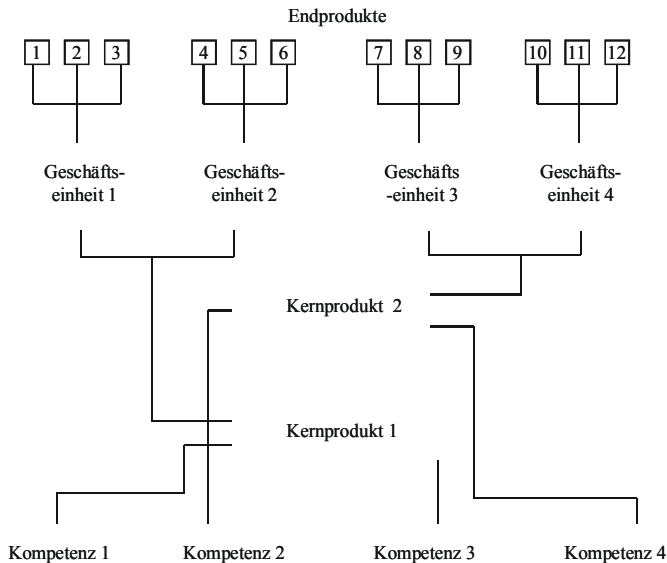 Endprodukte
1 2 3 4 5 6 7 8 9 10 11 12
Geschäfts-
einheit 1
Geschäfts-
einheit 2
Geschäfts
-einheit 3
Geschäfts-
einheit 4
Kernprodukt 2
Kernprodukt 1
Kompetenz 1 Kompetenz 2 Kompetenz 3 Kompetenz 4